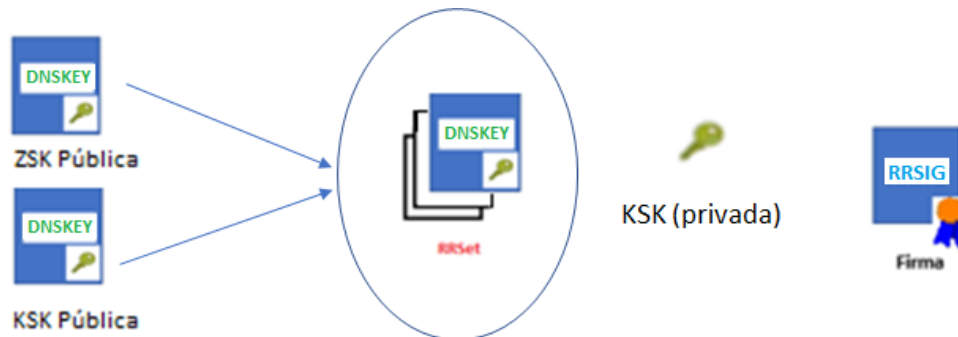 DNSKEY
ZSK Pública
DNSKEY
KSK Pública
DNSKEY
RRSet
KSK (privada)
RRSIG
Firma